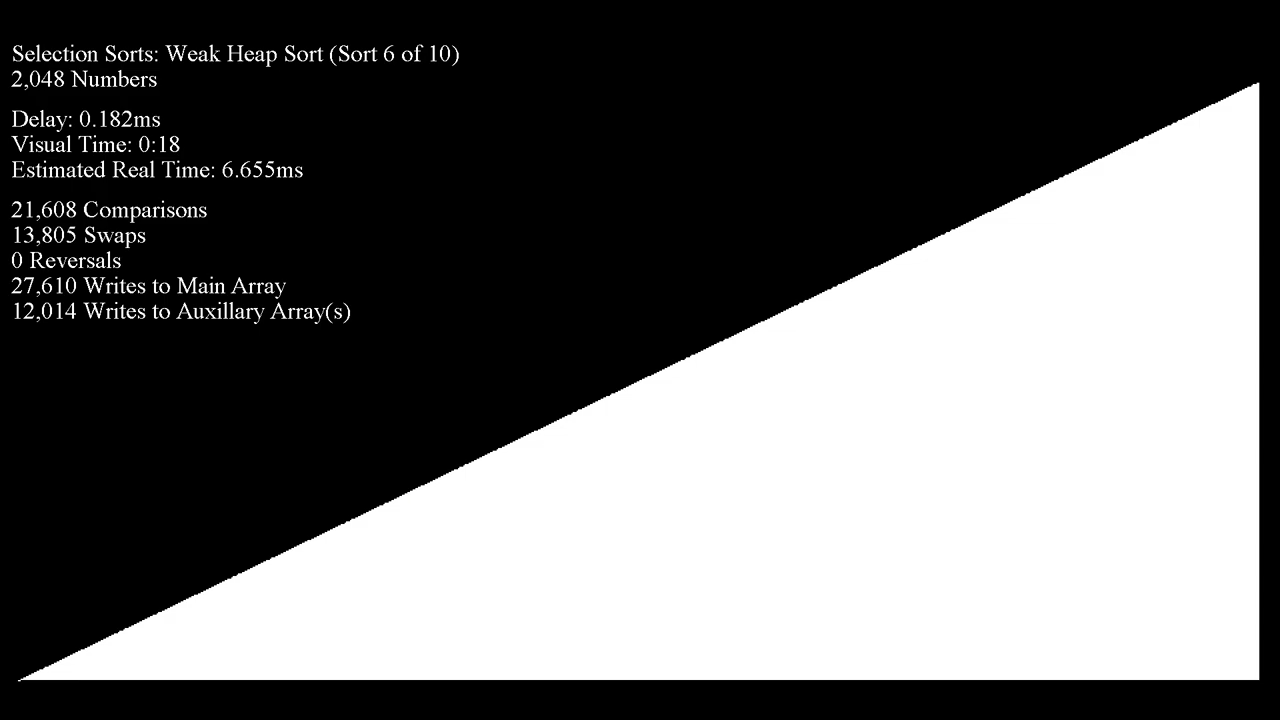 Selection Sorts: Weak Heap Sort (Sort 6 of 10)
2,048 Numbers
Delay: 0.182ms
Visual Time: 0:18
Estimated Real Time: 6.655ms
21,608 Comparisons
13,805 Swaps
0 Reversals
27,610 Writes to Main Array
12,014 Writes to Auxillary Array(s)